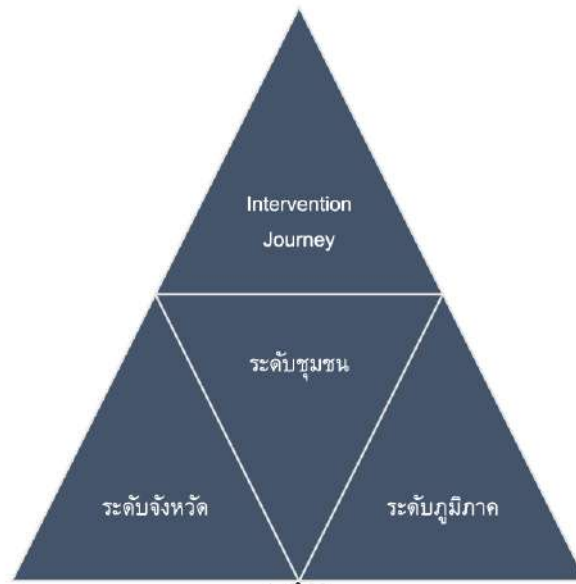 Intervention
Journey
ระดับชุมชน
ระดับจังหวัด
ระดับภูมิภาค